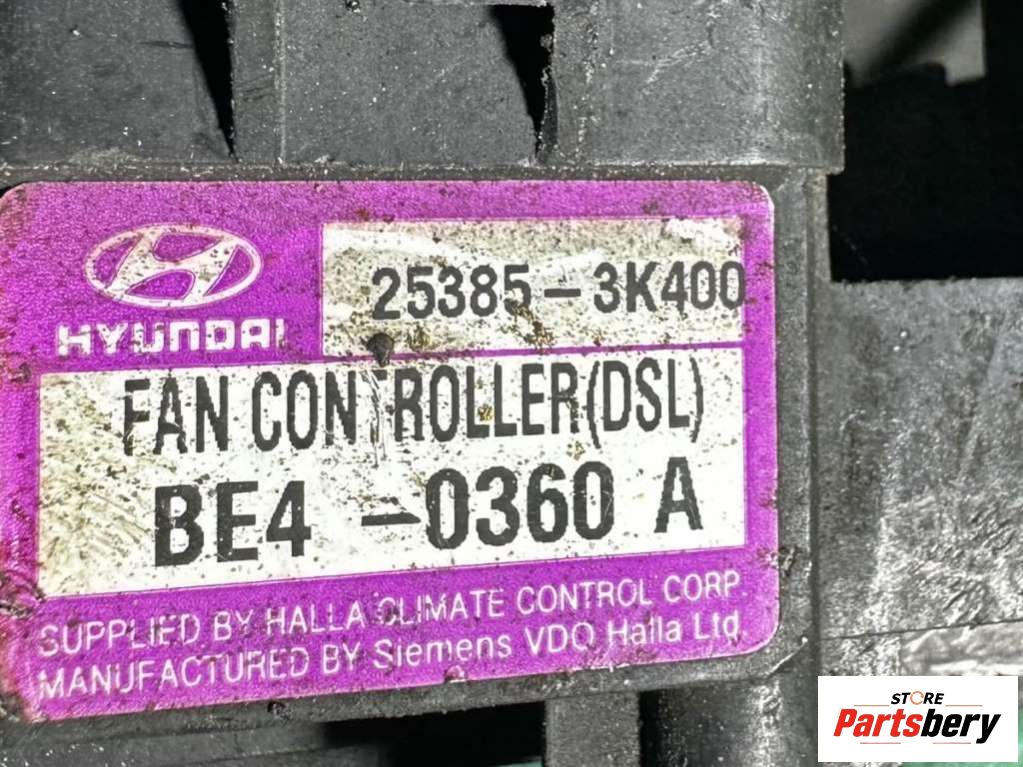 25385-3K400
HYUNDAI
FAN CONTROLLER(DSL)
BE4 -0360 A
SUPPLIED BY HALLA CLIMATE CONTROL CORP.
MANUFACTURED BY Siemens VDO Halla Ltd.
STORE
Partsbery